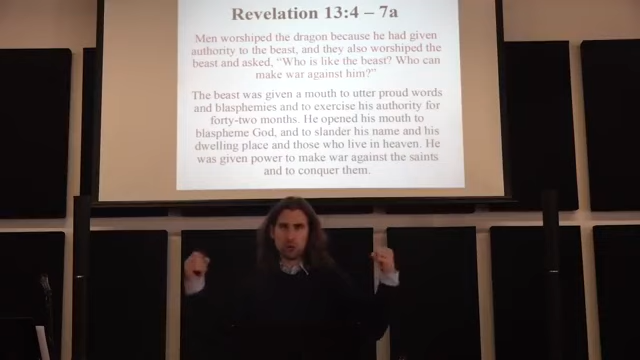 Revelation 13:4 – 7a
Men worshiped the dragon because he had given
authority to the beast, and they also worshiped the
beast and asked, “Who is like the beast? Who can
make war against him?”
The beast was given a mouth to utter proud words
and blasphemies and to exercise his authority for
forty-two months. He opened his mouth to
blaspheme God, and to slander his name and his
dwelling place and those who live in heaven. He
was given power to make war against the saints
and to conquer them.